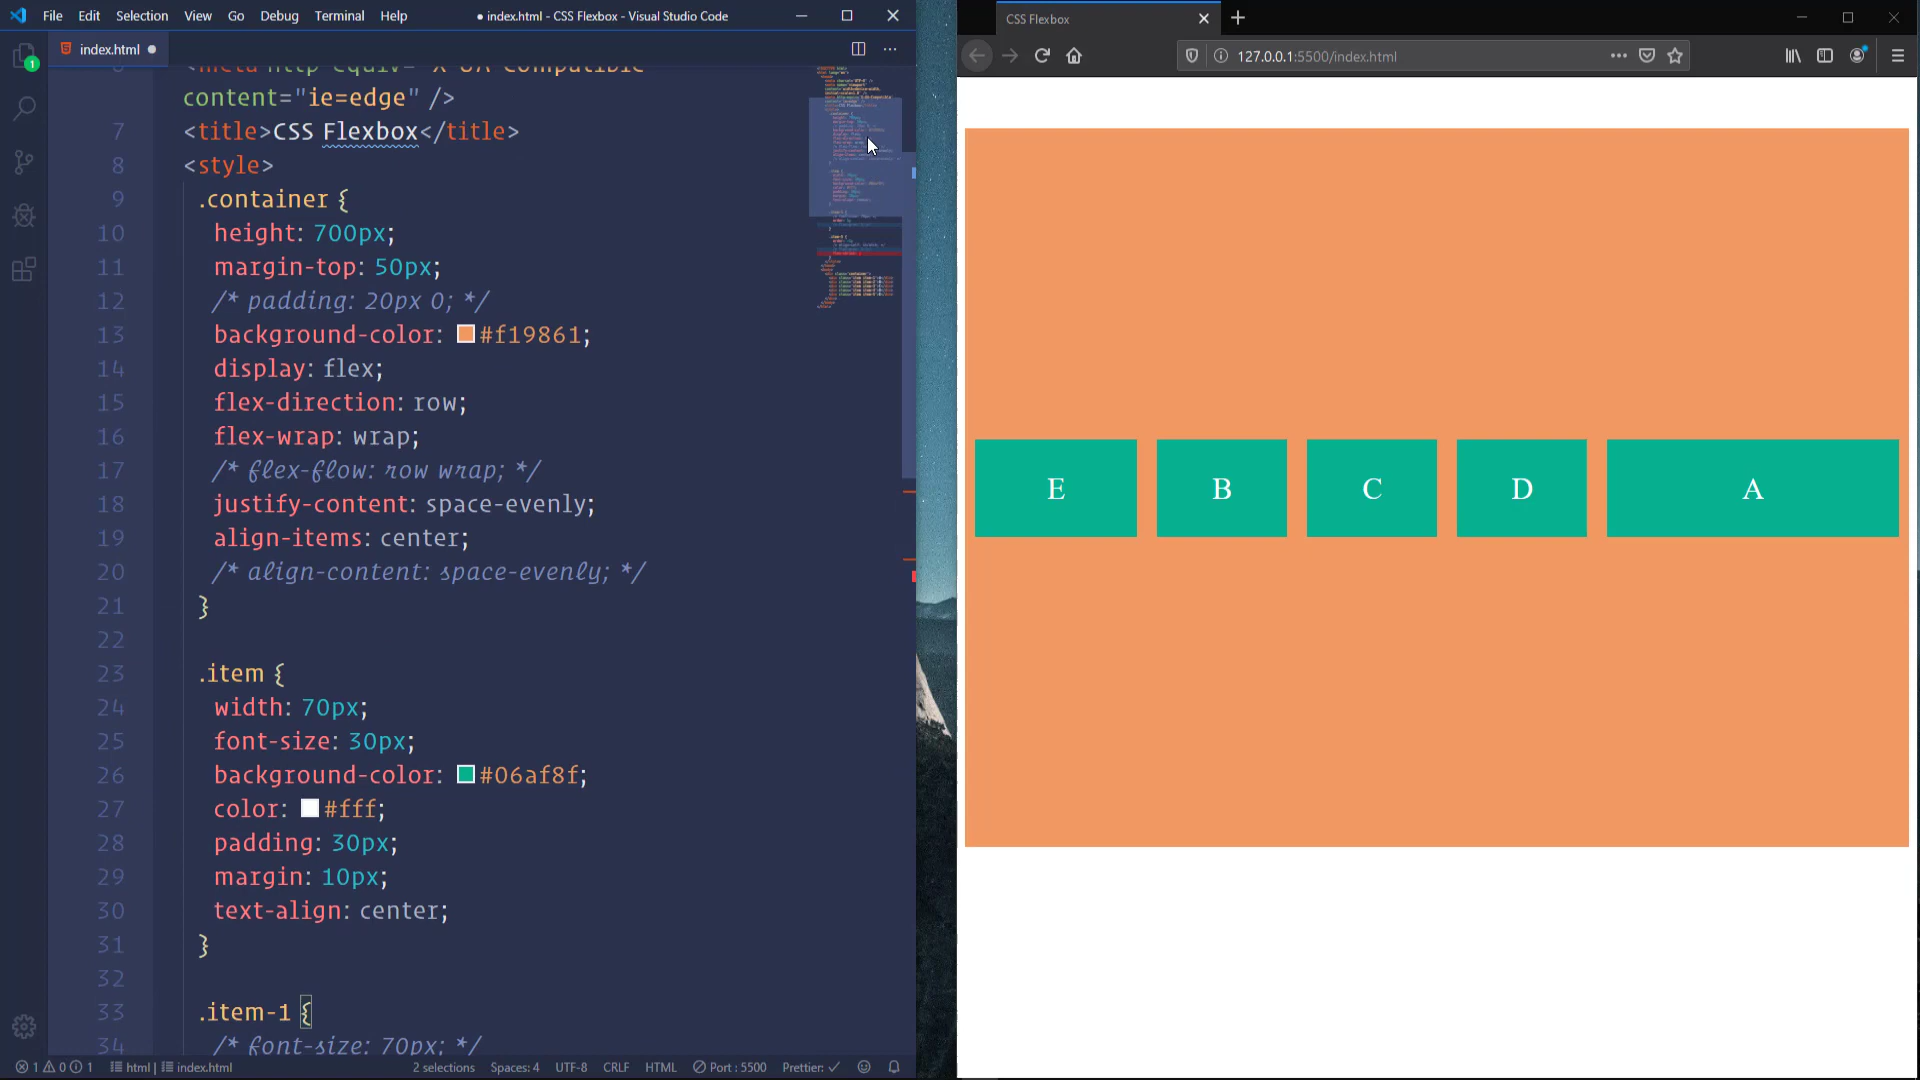 File Edit Selection View Go Debug Terminal Help ● index.html - CSS Flexbox - Visual Studio Code
index.html
content="ie=edge" />
7 <title>CSS Flexbox</title>
8 <style>
9 .container {
10 height: 700px;
11 margin-top: 50px;
12 /* padding: 20px 0; */
13 background-color: #f19861;
14 display: flex;
15 flex-direction: row;
16 flex-wrap: wrap;
17 /* flex-flow: row wrap; */
18 justify-content: space-evenly;
19 align-items: center;
20 /* align-content: space-evenly; */
21 }
22
23 .item {
24 width: 70px;
25 font-size: 30px;
26 background-color: #06af8f;
27 color: #fff;
28 padding: 30px;
29 margin: 10px;
30 text-align: center;
31 }
32
33 .item-1 {
34 /* font-size: 70px; */
1 0 1 html | index.html 2 selections Spaces: 4 UTF-8 CRLF HTML Port : 5500 Prettier: ✓
1
CSS Flexbox
127.0.0.1:5500/index.html
E B C D A